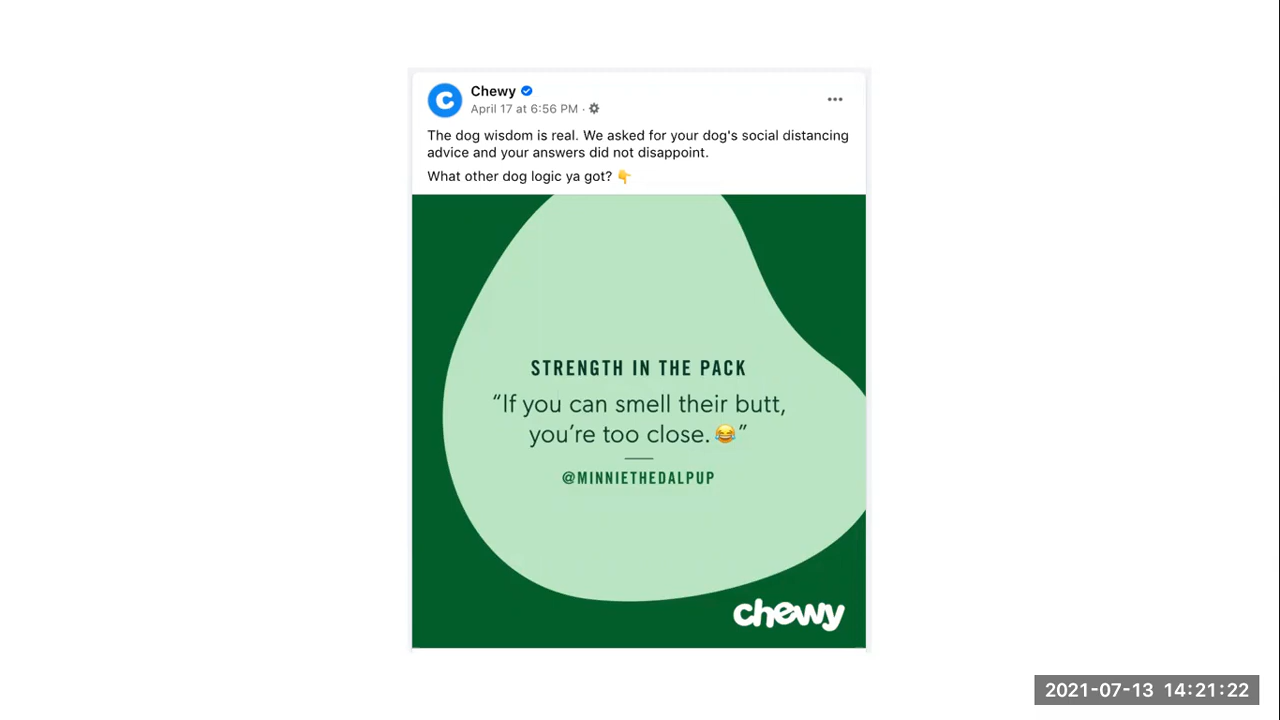 Chewy
April 17 at 6:56 PM ·
The dog wisdom is real. We asked for your dog's social distancing
advice and your answers did not disappoint.
What other dog logic ya got? 👇
STRENGTH IN THE PACK
“If you can smell their butt,
you’re too close. 😂”
@MINNIETHEDALPUP
chewy
2021-07-13 14:21:22